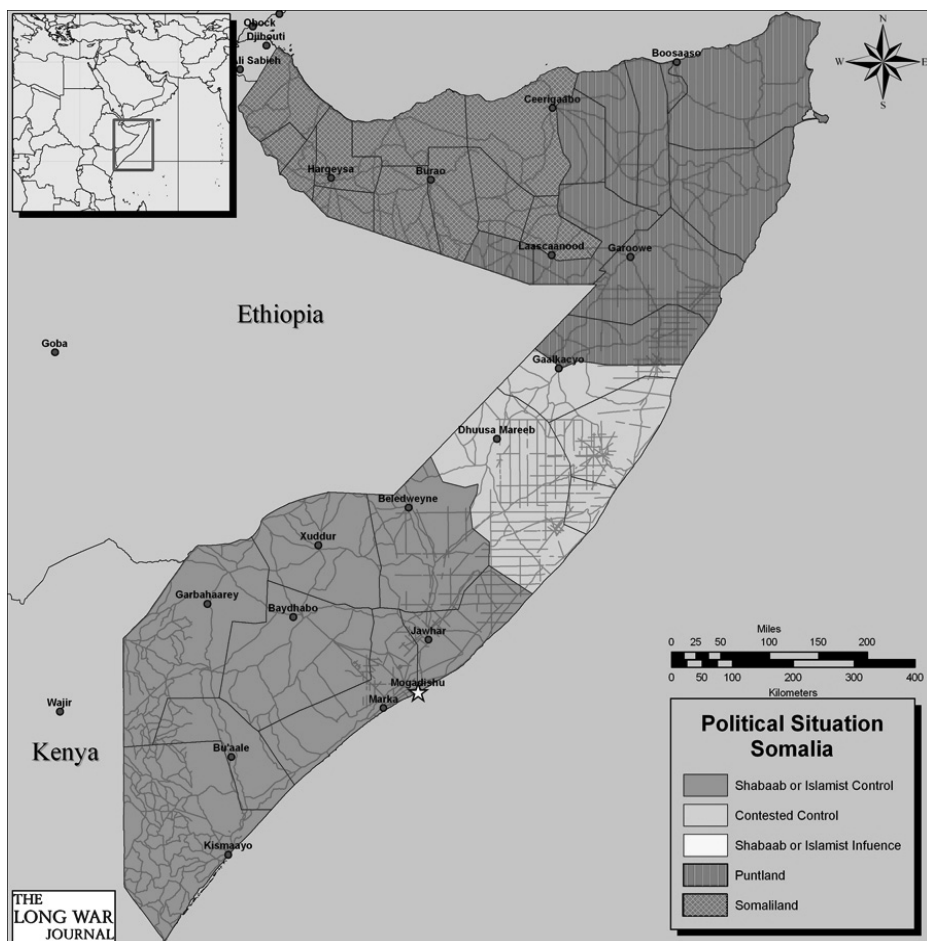 Obock
Djibouti
Ali Sabieh
Boosaaso
N
W
E
S
Ceerigaabo
Hargeysa
Burao
Laascaanood
Garoowe
Ethiopia
Goba
Gaalkacyo
Dhuusa Mareeb
Beledweyne
Xuddur
Garbahaarey
Baydhabo
Jawhar
Mogadishu
Marka
Wajir
Kenya
Bu'aale
Kismaayo
Miles
0 25 50 100 150 200
0 50 100 200 300 400
Kilometers
Political Situation
Somalia
Shabaab or Islamist Control
Contested Control
Shabaab or Islamist Infuence
Puntland
Somaliland
THE
LONG WAR
JOURNAL